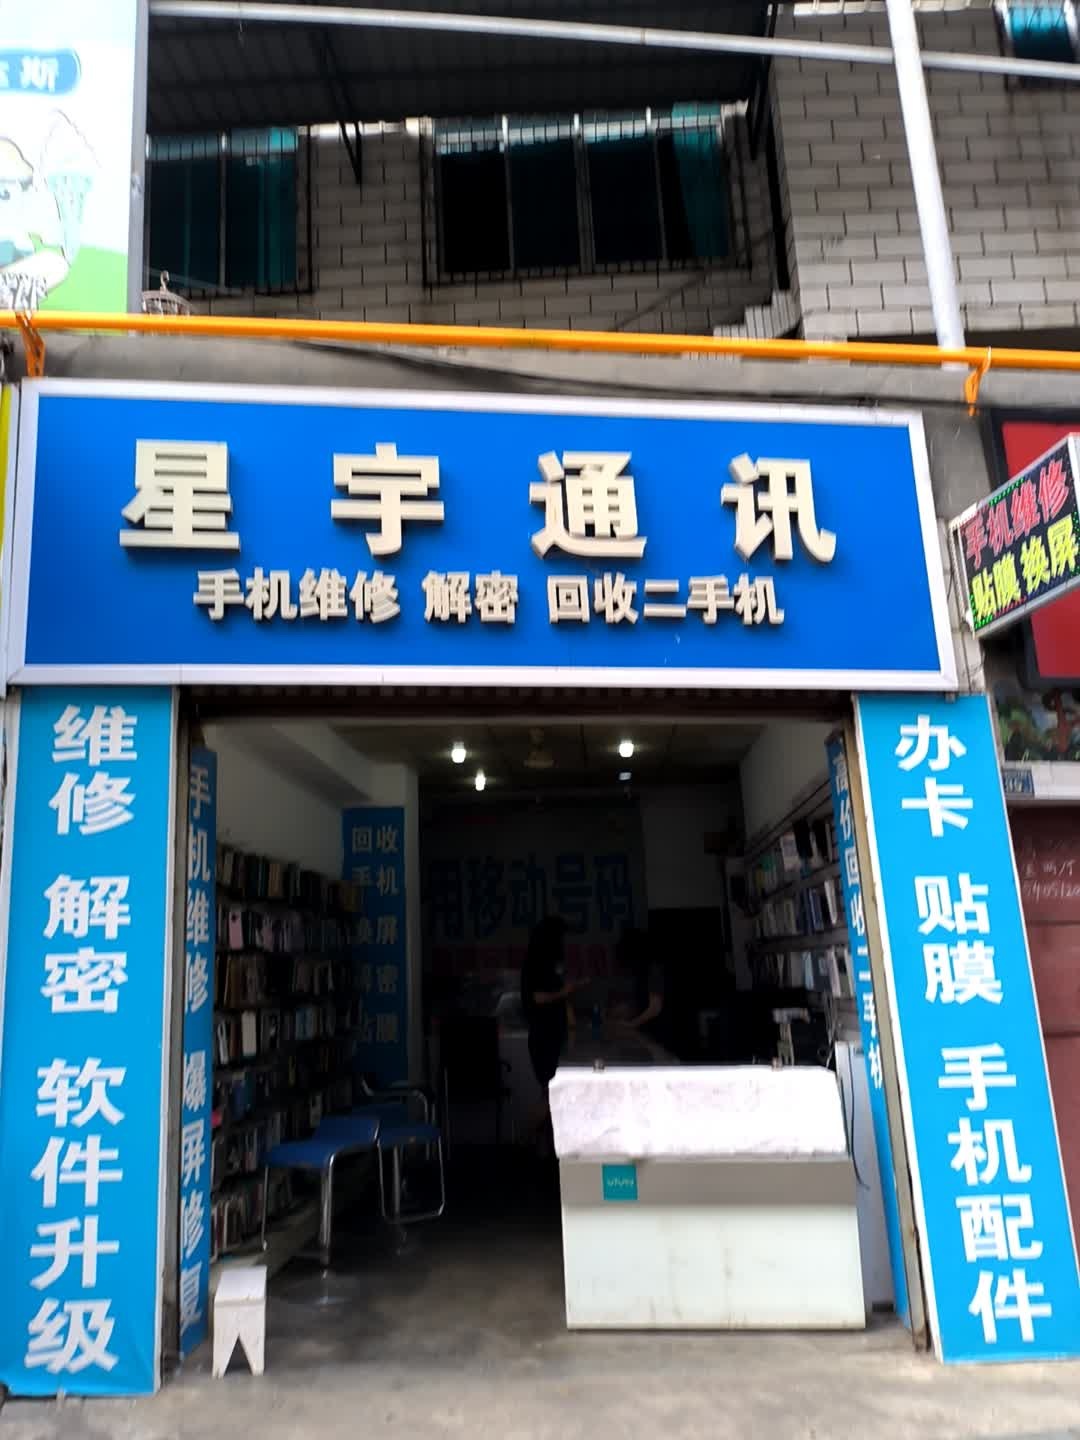 斯
星宇通讯
手机维修 解密 回收二手机
手机维修
贴膜 换屏
维修 解密 软件升级
手机维修 爆屏修复
回收
手机
换屏
解密
贴膜
用移动号码
高价回收二手机
办卡 贴膜 手机配件
vivo